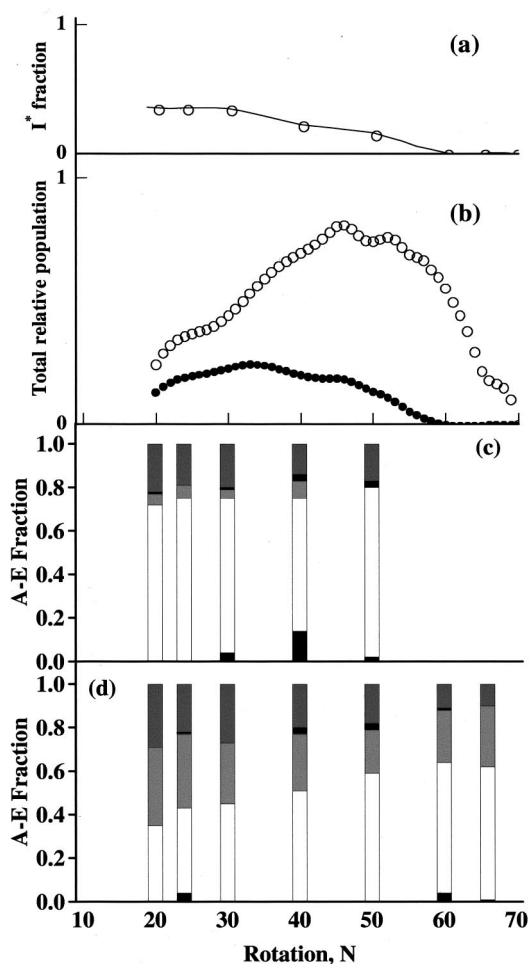 1
(a)
I* fraction
0
1
(b)
Total relative population
0
1.0
(c)
0.8
0.6
A-E Fraction
0.4
0.2
0.0
1.0
(d)
0.8
0.6
A-E Fraction
0.4
0.2
0.0
10 20 30 40 50 60 70
Rotation, N